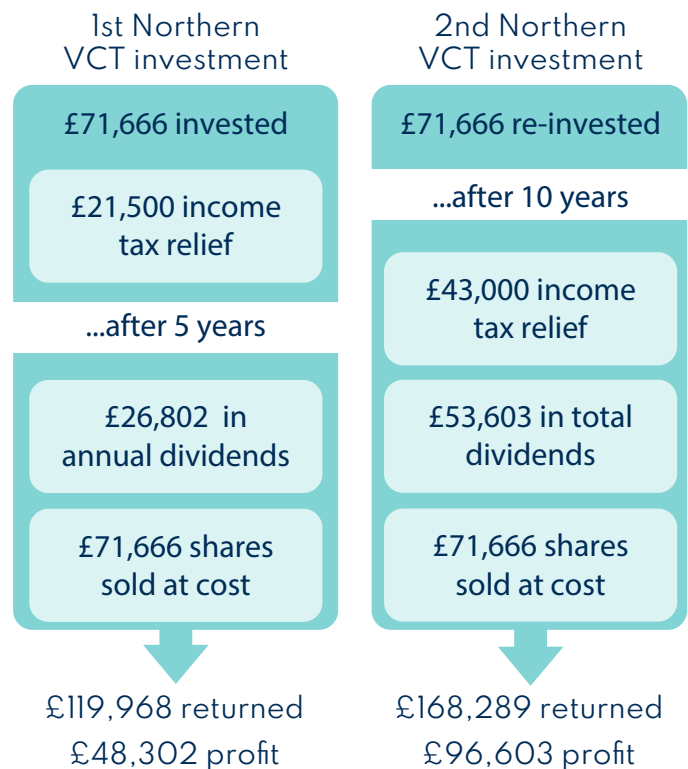 1st Northern
VCT investment
£71,666 invested
£21,500 income
tax relief
...after 5 years
£26,802 in
annual dividends
£71,666 shares
sold at cost
£119,968 returned
£48,302 profit
2nd Northern
VCT investment
£71,666 re-invested
...after 10 years
£43,000 income
tax relief
£53,603 in total
dividends
£71,666 shares
sold at cost
£168,289 returned
£96,603 profit